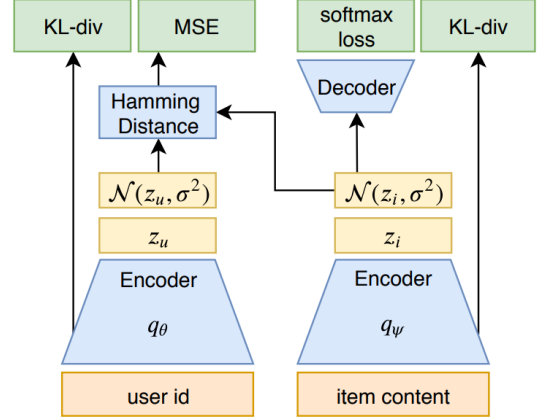 KL-div
MSE
softmax
loss
KL-div
Hamming
Distance
Decoder
𝒩(z_u, σ²)
𝒩(z_i, σ²)
z_u
z_i
Encoder
Encoder
q_θ
q_ψ
user id
item content